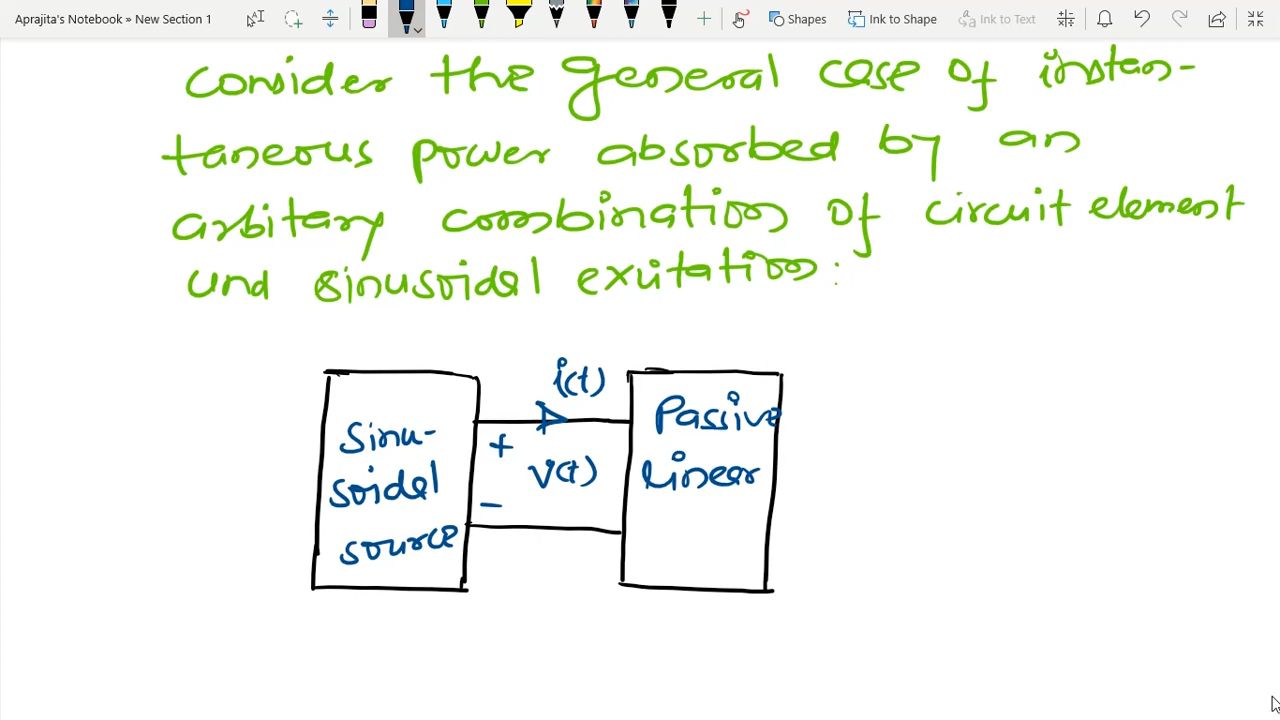 Aprajita's Notebook » New Section 1
Shapes
Ink to Shape
Ink to Text
consider the general case of instan-
taneous power absorbed by an
arbitary combination of circuit element
und sinusoidal exitation:
i(t)
Sinu-
soidal
source
+
v(t)
-
Passive
linear